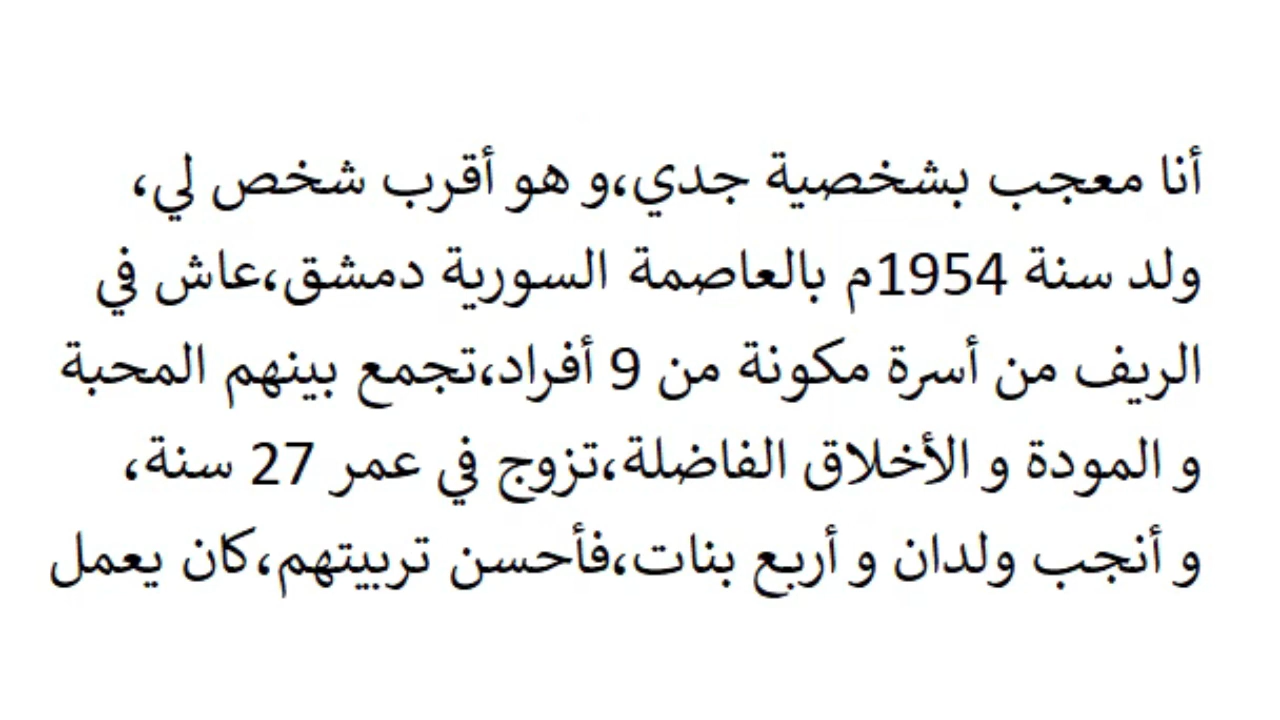 أنا معجب بشخصية جدي،و هو أقرب شخص لي،
ولد سنة 1954م بالعاصمة السورية دمشق،عاش في
الريف من أسرة مكونة من 9 أفراد،تجمع بينهم المحبة
و المودة و الأخلاق الفاضلة،تزوج في عمر 27 سنة،
و أنجب ولدان و أربع بنات،فأحسن تربيتهم،كان يعمل